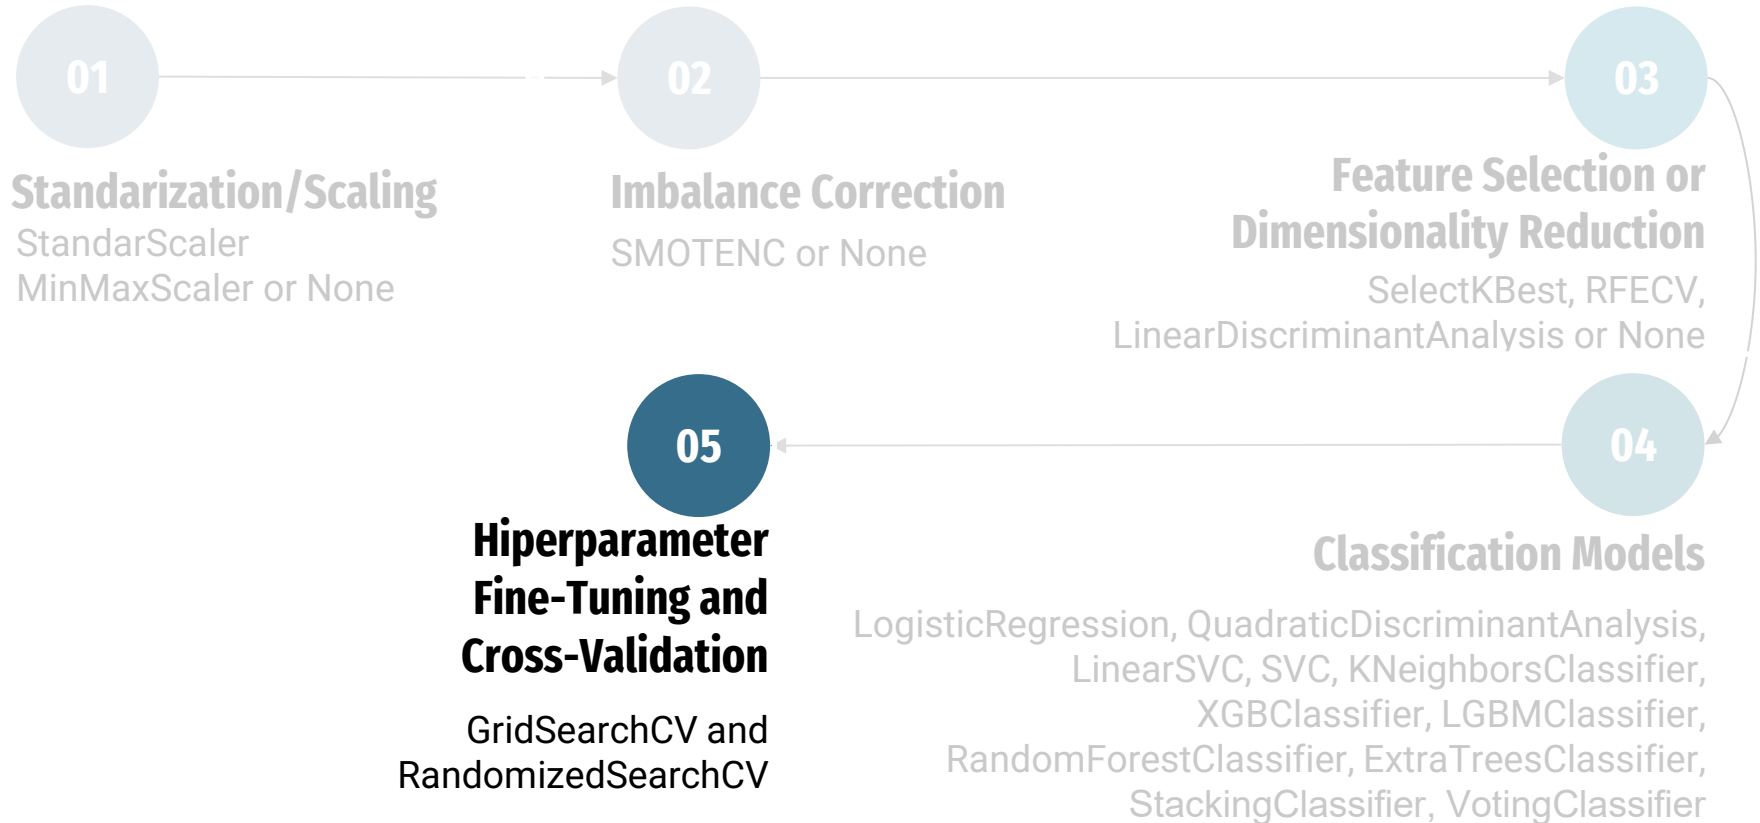 01
Standarization/Scaling
StandarScaler
MinMaxScaler or None
02
Imbalance Correction
SMOTENC or None
03
Feature Selection or
Dimensionality Reduction
SelectKBest, RFECV,
LinearDiscriminantAnalysis or None
04
Classification Models
LogisticRegression, QuadraticDiscriminantAnalysis,
LinearSVC, SVC, KNeighborsClassifier,
XGBClassifier, LGBMClassifier,
RandomForestClassifier, ExtraTreesClassifier,
StackingClassifier, VotingClassifier
05
Hiperparameter
Fine-Tuning and
Cross-Validation
GridSearchCV and
RandomizedSearchCV